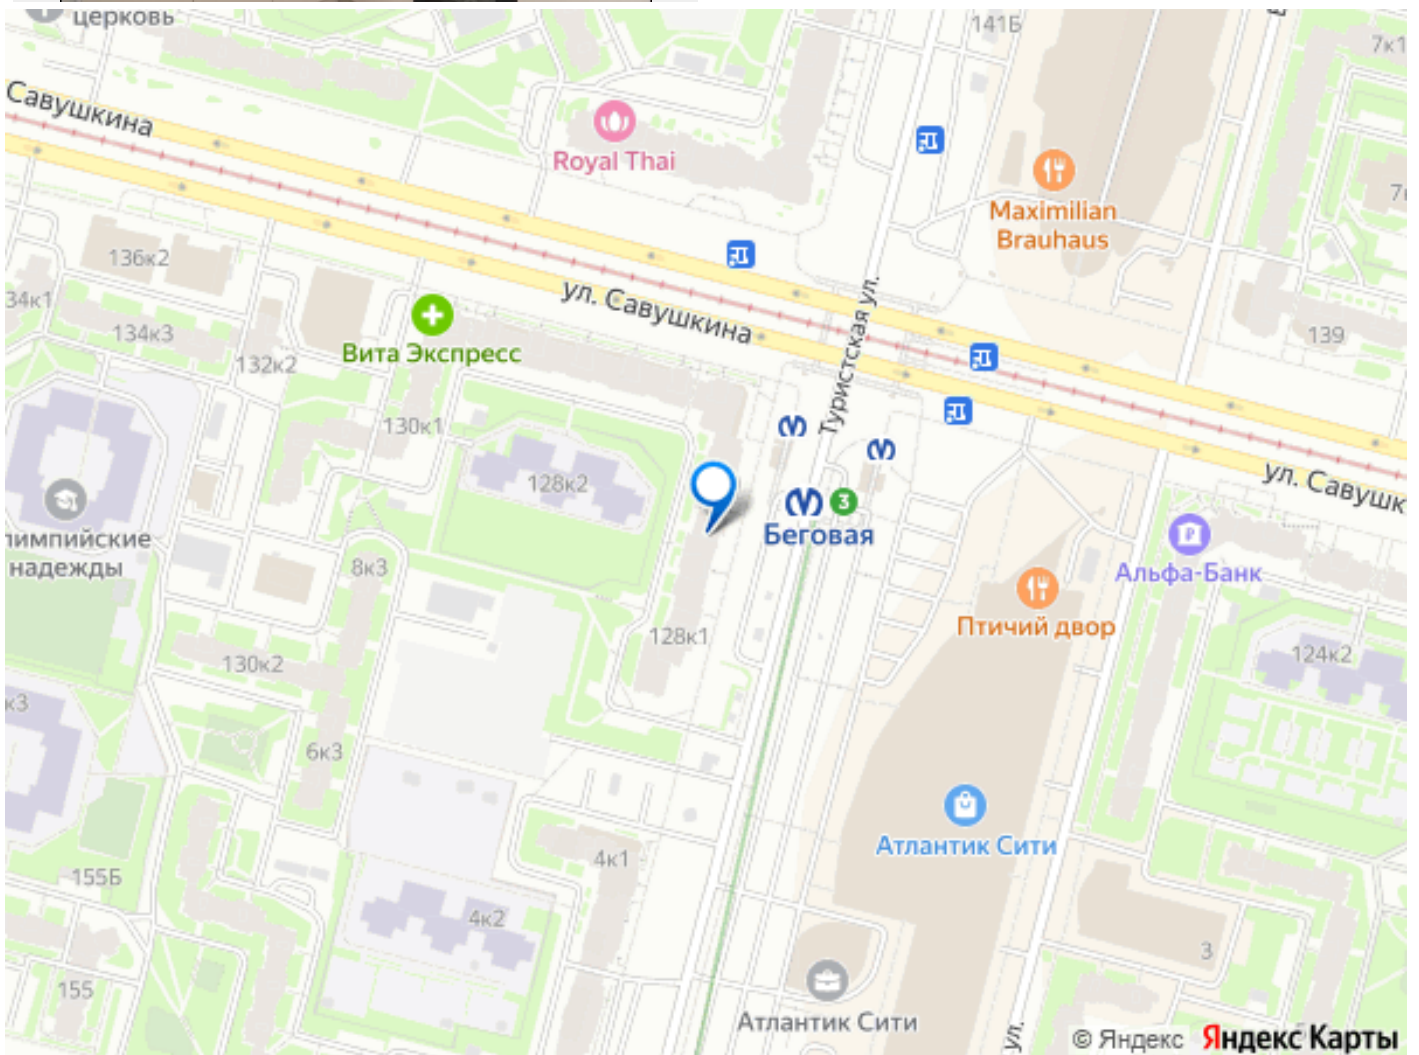 церковь
141Б
7к1
Савушкина
Royal Thai
Maximilian
Brauhaus
136к2
34к1
134к3
132к2
Вита Экспресс
ул. Савушкина
Туристская ул.
139
130к1
128к2
3
Беговая
ул. Савушк
лимпийские
надежды
8к3
Альфа-Банк
Птичий двор
128к1
130к2
124к2
к3
6к3
Атлантик Сити
4к1
155Б
4к2
3
155
Атлантик Сити
ул.
© Яндекс Яндекс Карты